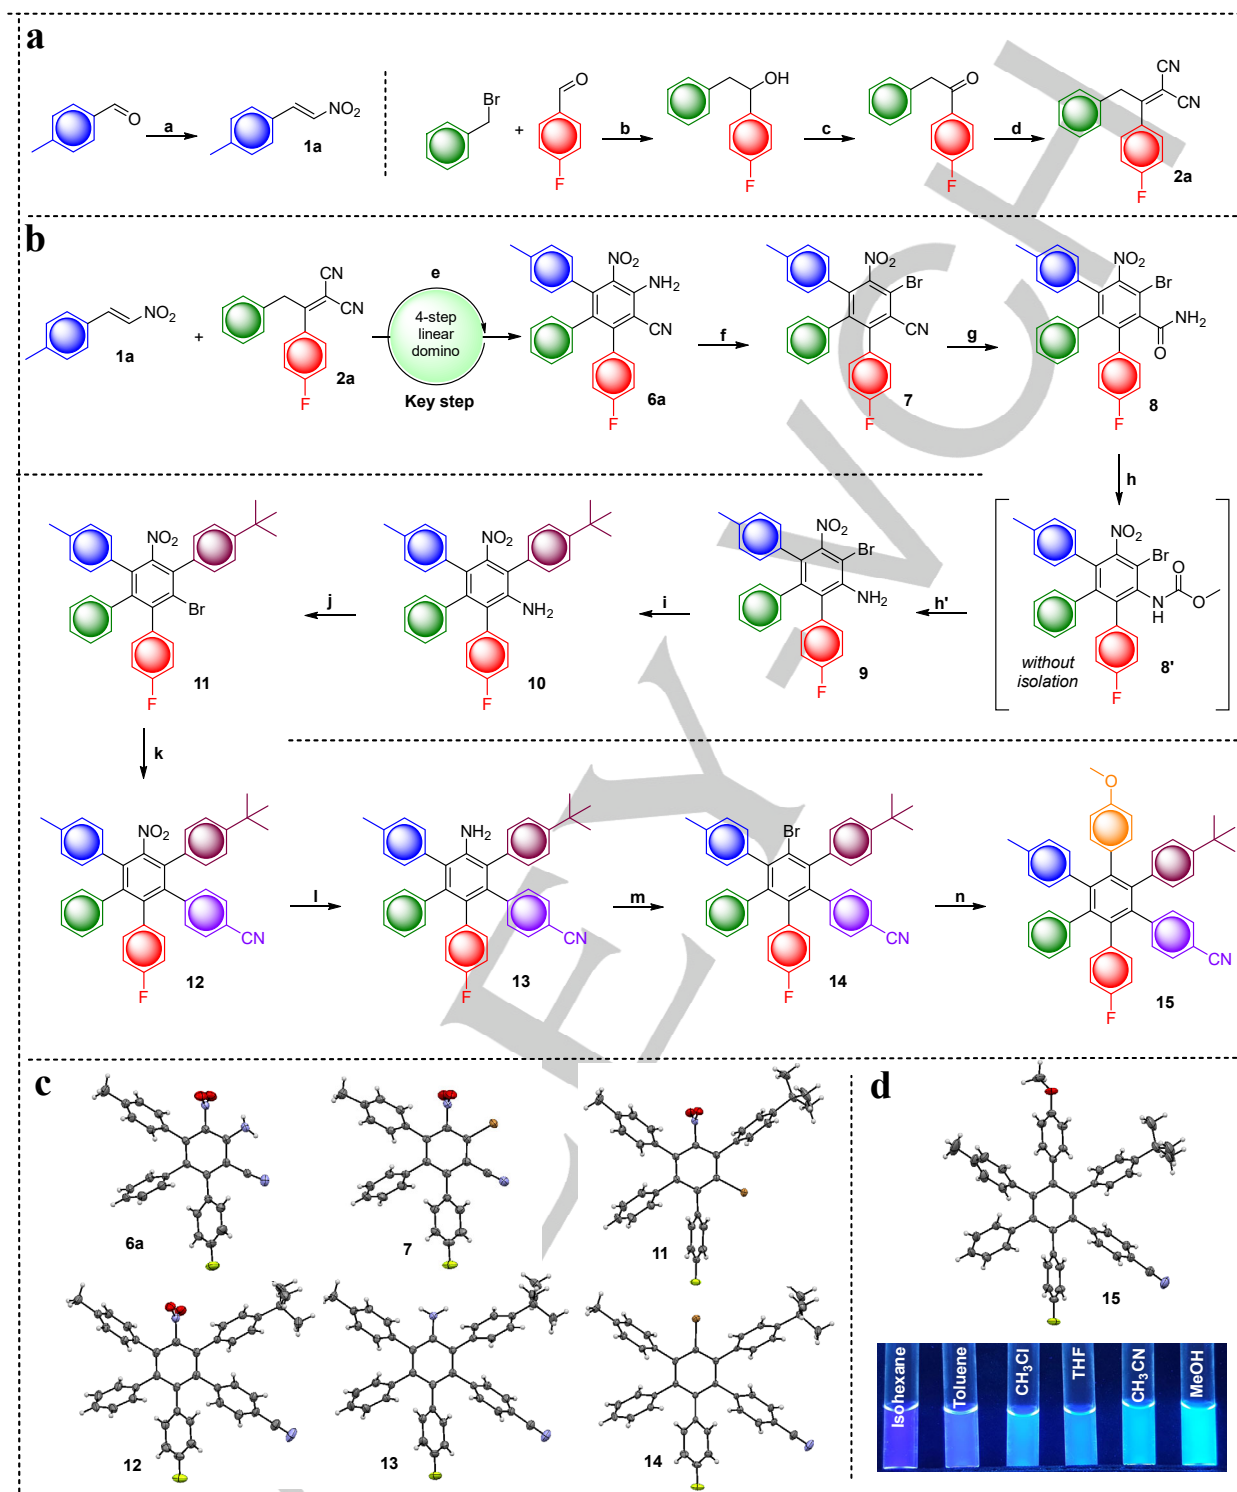 a
O
NO2
a
1a
Br
+
O
F
b
OH
F
c
O
F
d
CN
CN
F
2a
b
NO2
1a
+
CN
CN
F
2a
e
4-step
linear
domino
Key step
NO2
NH2
CN
F
6a
f
NO2
Br
CN
F
7
g
NO2
Br
NH2
O
F
8
h
NO2
Br
O
N
H
O
F
8'
without
isolation
h'
NO2
Br
NH2
F
9
i
NO2
NH2
F
10
j
NO2
Br
F
11
k
NO2
CN
F
12
l
NH2
CN
F
13
m
Br
CN
F
14
n
O
CN
F
15
c
6a
7
11
12
13
14
d
15
Isohexane
Toluene
CH3Cl
THF
CH3CN
MeOH